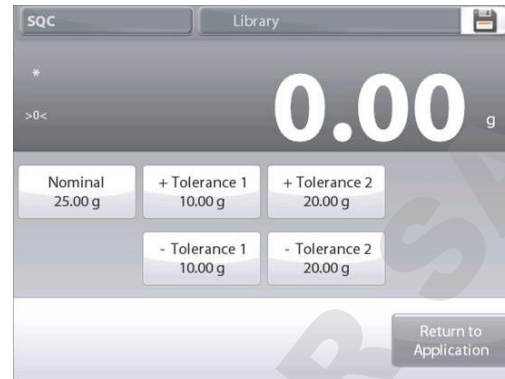 SQC Library
*
>0< 0.00 g
Nominal + Tolerance 1 + Tolerance 2
25.00 g 10.00 g 20.00 g
- Tolerance 1 - Tolerance 2
10.00 g 20.00 g
Return to
Application